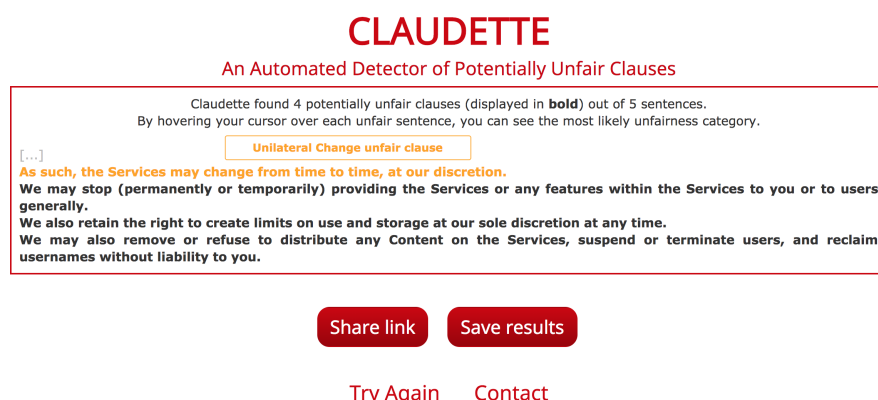 CLAUDETTE
An Automated Detector of Potentially Unfair Clauses
Claudette found 4 potentially unfair clauses (displayed in bold) out of 5 sentences.
By hovering your cursor over each unfair sentence, you can see the most likely unfairness category.
Unilateral Change unfair clause
[...]
As such, the Services may change from time to time, at our discretion.
We may stop (permanently or temporarily) providing the Services or any features within the Services to you or to users
generally.
We also retain the right to create limits on use and storage at our sole discretion at any time.
We may also remove or refuse to distribute any Content on the Services, suspend or terminate users, and reclaim
usernames without liability to you.
Share link Save results
Try Again Contact